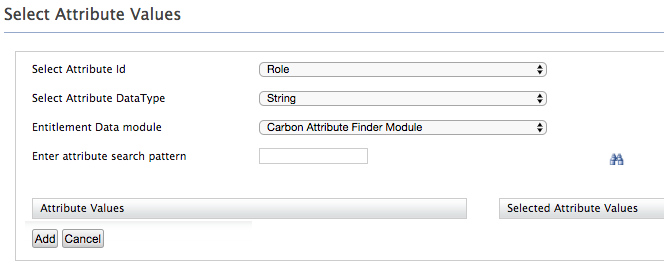 Select Attribute Values
Select Attribute Id Role
Select Attribute DataType String
Entitlement Data module Carbon Attribute Finder Module
Enter attribute search pattern
Attribute Values Selected Attribute Values
Add Cancel